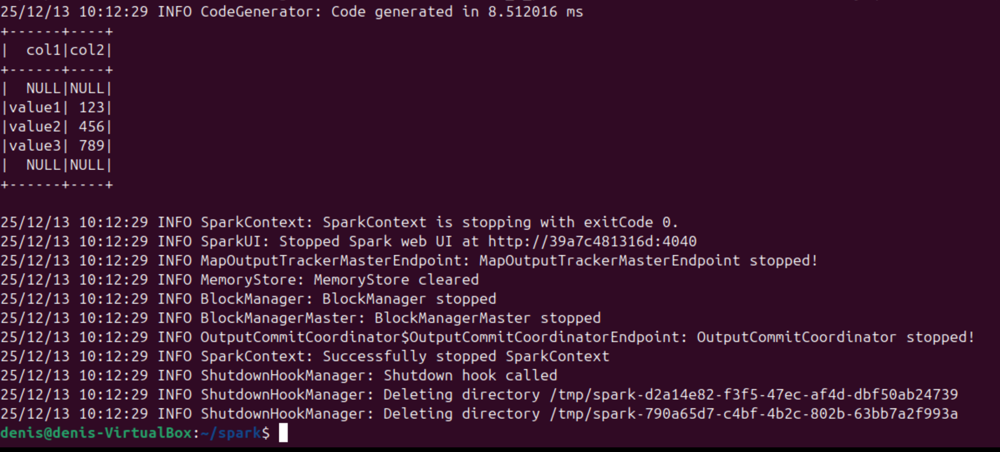 25/12/13 10:12:29 INFO CodeGenerator: Code generated in 8.512016 ms
+------+----+
|  col1|col2|
+------+----+
|  NULL|NULL|
|value1| 123|
|value2| 456|
|value3| 789|
|  NULL|NULL|
+------+----+
25/12/13 10:12:29 INFO SparkContext: SparkContext is stopping with exitCode 0.
25/12/13 10:12:29 INFO SparkUI: Stopped Spark web UI at http://39a7c481316d:4040
25/12/13 10:12:29 INFO MapOutputTrackerMasterEndpoint: MapOutputTrackerMasterEndpoint stopped!
25/12/13 10:12:29 INFO MemoryStore: MemoryStore cleared
25/12/13 10:12:29 INFO BlockManager: BlockManager stopped
25/12/13 10:12:29 INFO BlockManagerMaster: BlockManagerMaster stopped
25/12/13 10:12:29 INFO OutputCommitCoordinator$OutputCommitCoordinatorEndpoint: OutputCommitCoordinator stopped!
25/12/13 10:12:29 INFO SparkContext: Successfully stopped SparkContext
25/12/13 10:12:29 INFO ShutdownHookManager: Shutdown hook called
25/12/13 10:12:29 INFO ShutdownHookManager: Deleting directory /tmp/spark-d2a14e82-f3f5-47ec-af4d-dbf50ab24739
25/12/13 10:12:29 INFO ShutdownHookManager: Deleting directory /tmp/spark-790a65d7-c4bf-4b2c-802b-63bb7a2f993a
denis@denis-VirtualBox:~/spark$